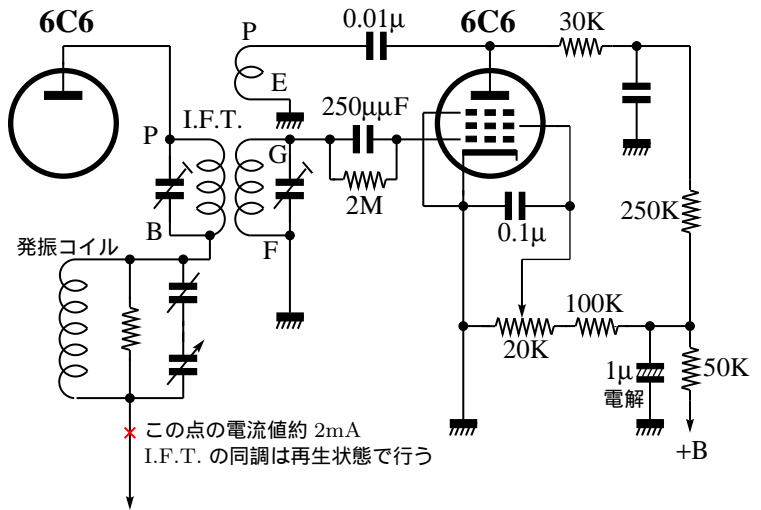 6C6
P
0.01μ
6C6
30K
E
I.F.T.
250μμF
P
G
2M
B
F
0.1μ
250K
発振コイル
100K
20K
1μ
電解
50K
+B
この点の電流値約 2mA
I.F.T. の同調は再生状態で行う